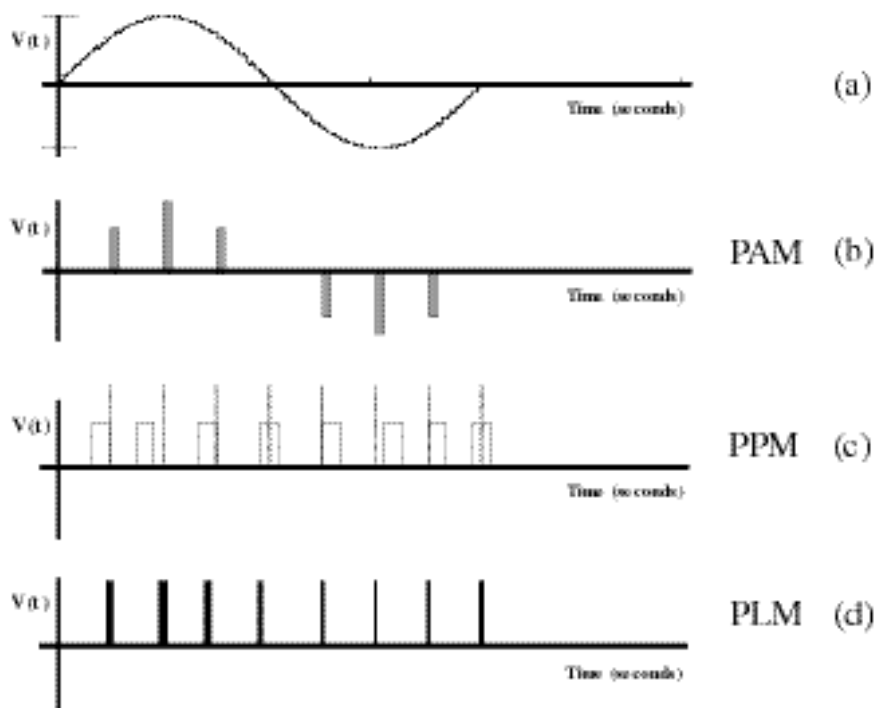 V(t)
Time (seconds)
(a)
V(t)
Time (seconds)
PAM (b)
V(t)
Time (seconds)
PPM (c)
V(t)
Time (seconds)
PLM (d)